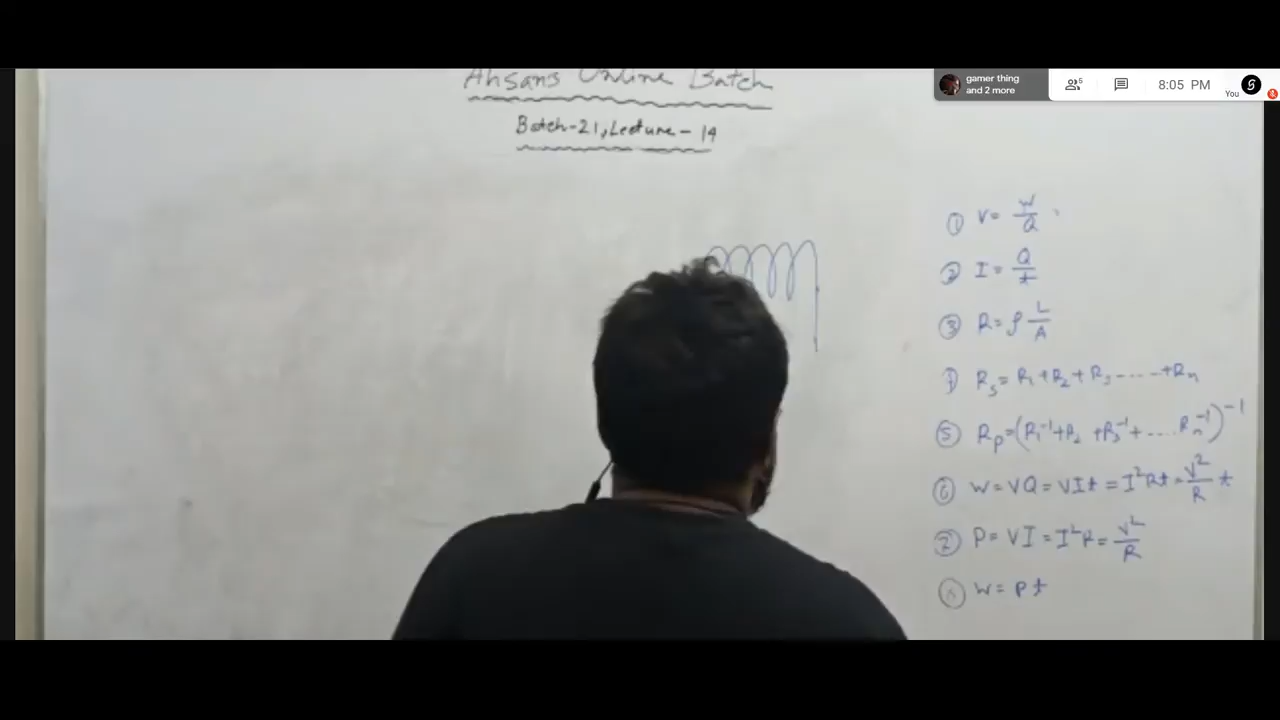 Ahsans Online Batch
Batch-21, Lecture-14
gamer thing
and 2 more
5
8:05 PM
You
S
① V = W/Q
② I = Q/t
③ R = ρ L/A
④ Rs = R1 + R2 + R3 ...... + Rn
⑤ Rp = (R1^-1 + R2 + R3^-1 + .... Rn^-1)^-1
⑥ W = VQ = VIt = I²Rt = V²/R t
⑦ P = VI = I²R = V²/R
W = Pt